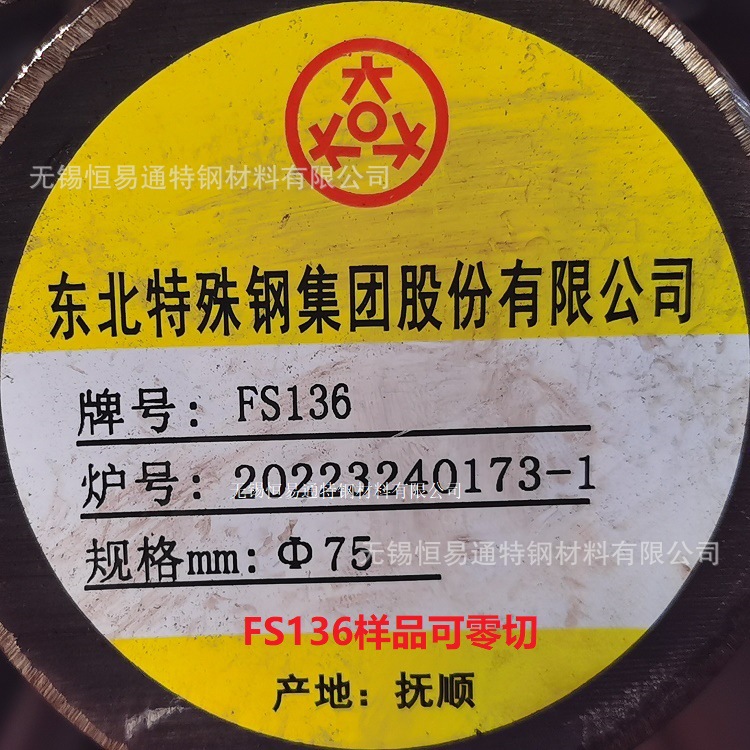 无锡恒易通特钢材料有限公司
东北特殊钢集团股份有限公司
牌号：FS136
炉号：20223240173-1
无锡恒易通特钢材料有限公司
规格mm：Φ75
无锡恒易通特钢材料有限公司
FS136样品可零切
产地：抚顺